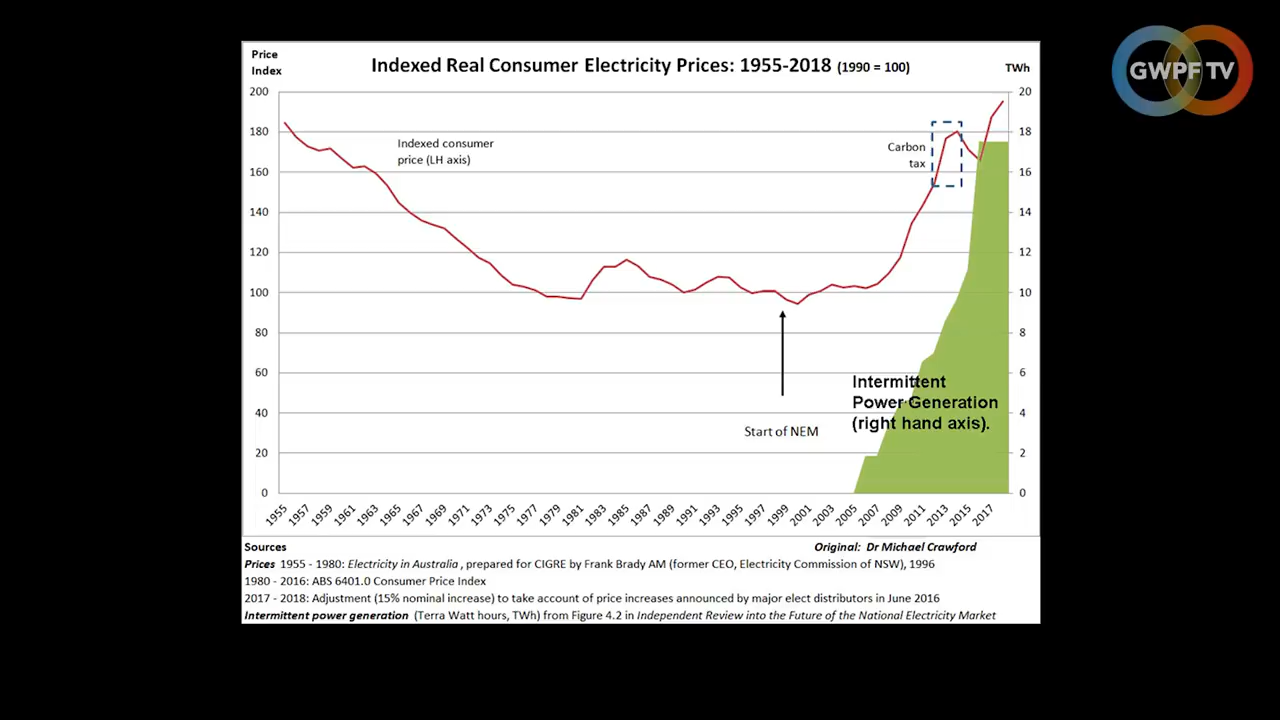 Price
Index
Indexed Real Consumer Electricity Prices: 1955-2018 (1990 = 100)
TWh
GWPF TV
200
180
160
140
120
100
80
60
40
20
0
20
18
16
14
12
10
8
6
4
2
0
Indexed consumer
price (LH axis)
Carbon
tax
Start of NEM
Intermittent
Power Generation
(right hand axis).
1955
1957
1959
1961
1963
1965
1967
1969
1971
1973
1975
1977
1979
1981
1983
1985
1987
1989
1991
1993
1995
1997
1999
2001
2003
2005
2007
2009
2011
2013
2015
2017
Sources
Original: Dr Michael Crawford
Prices 1955 - 1980: Electricity in Australia , prepared for CIGRE by Frank Brady AM (former CEO, Electricity Commission of NSW), 1996
1980 - 2016: ABS 6401.0 Consumer Price Index
2017 - 2018: Adjustment (15% nominal increase) to take account of price increases announced by major elect distributors in June 2016
Intermittent power generation (Terra Watt hours, TWh) from Figure 4.2 in Independent Review into the Future of the National Electricity Market